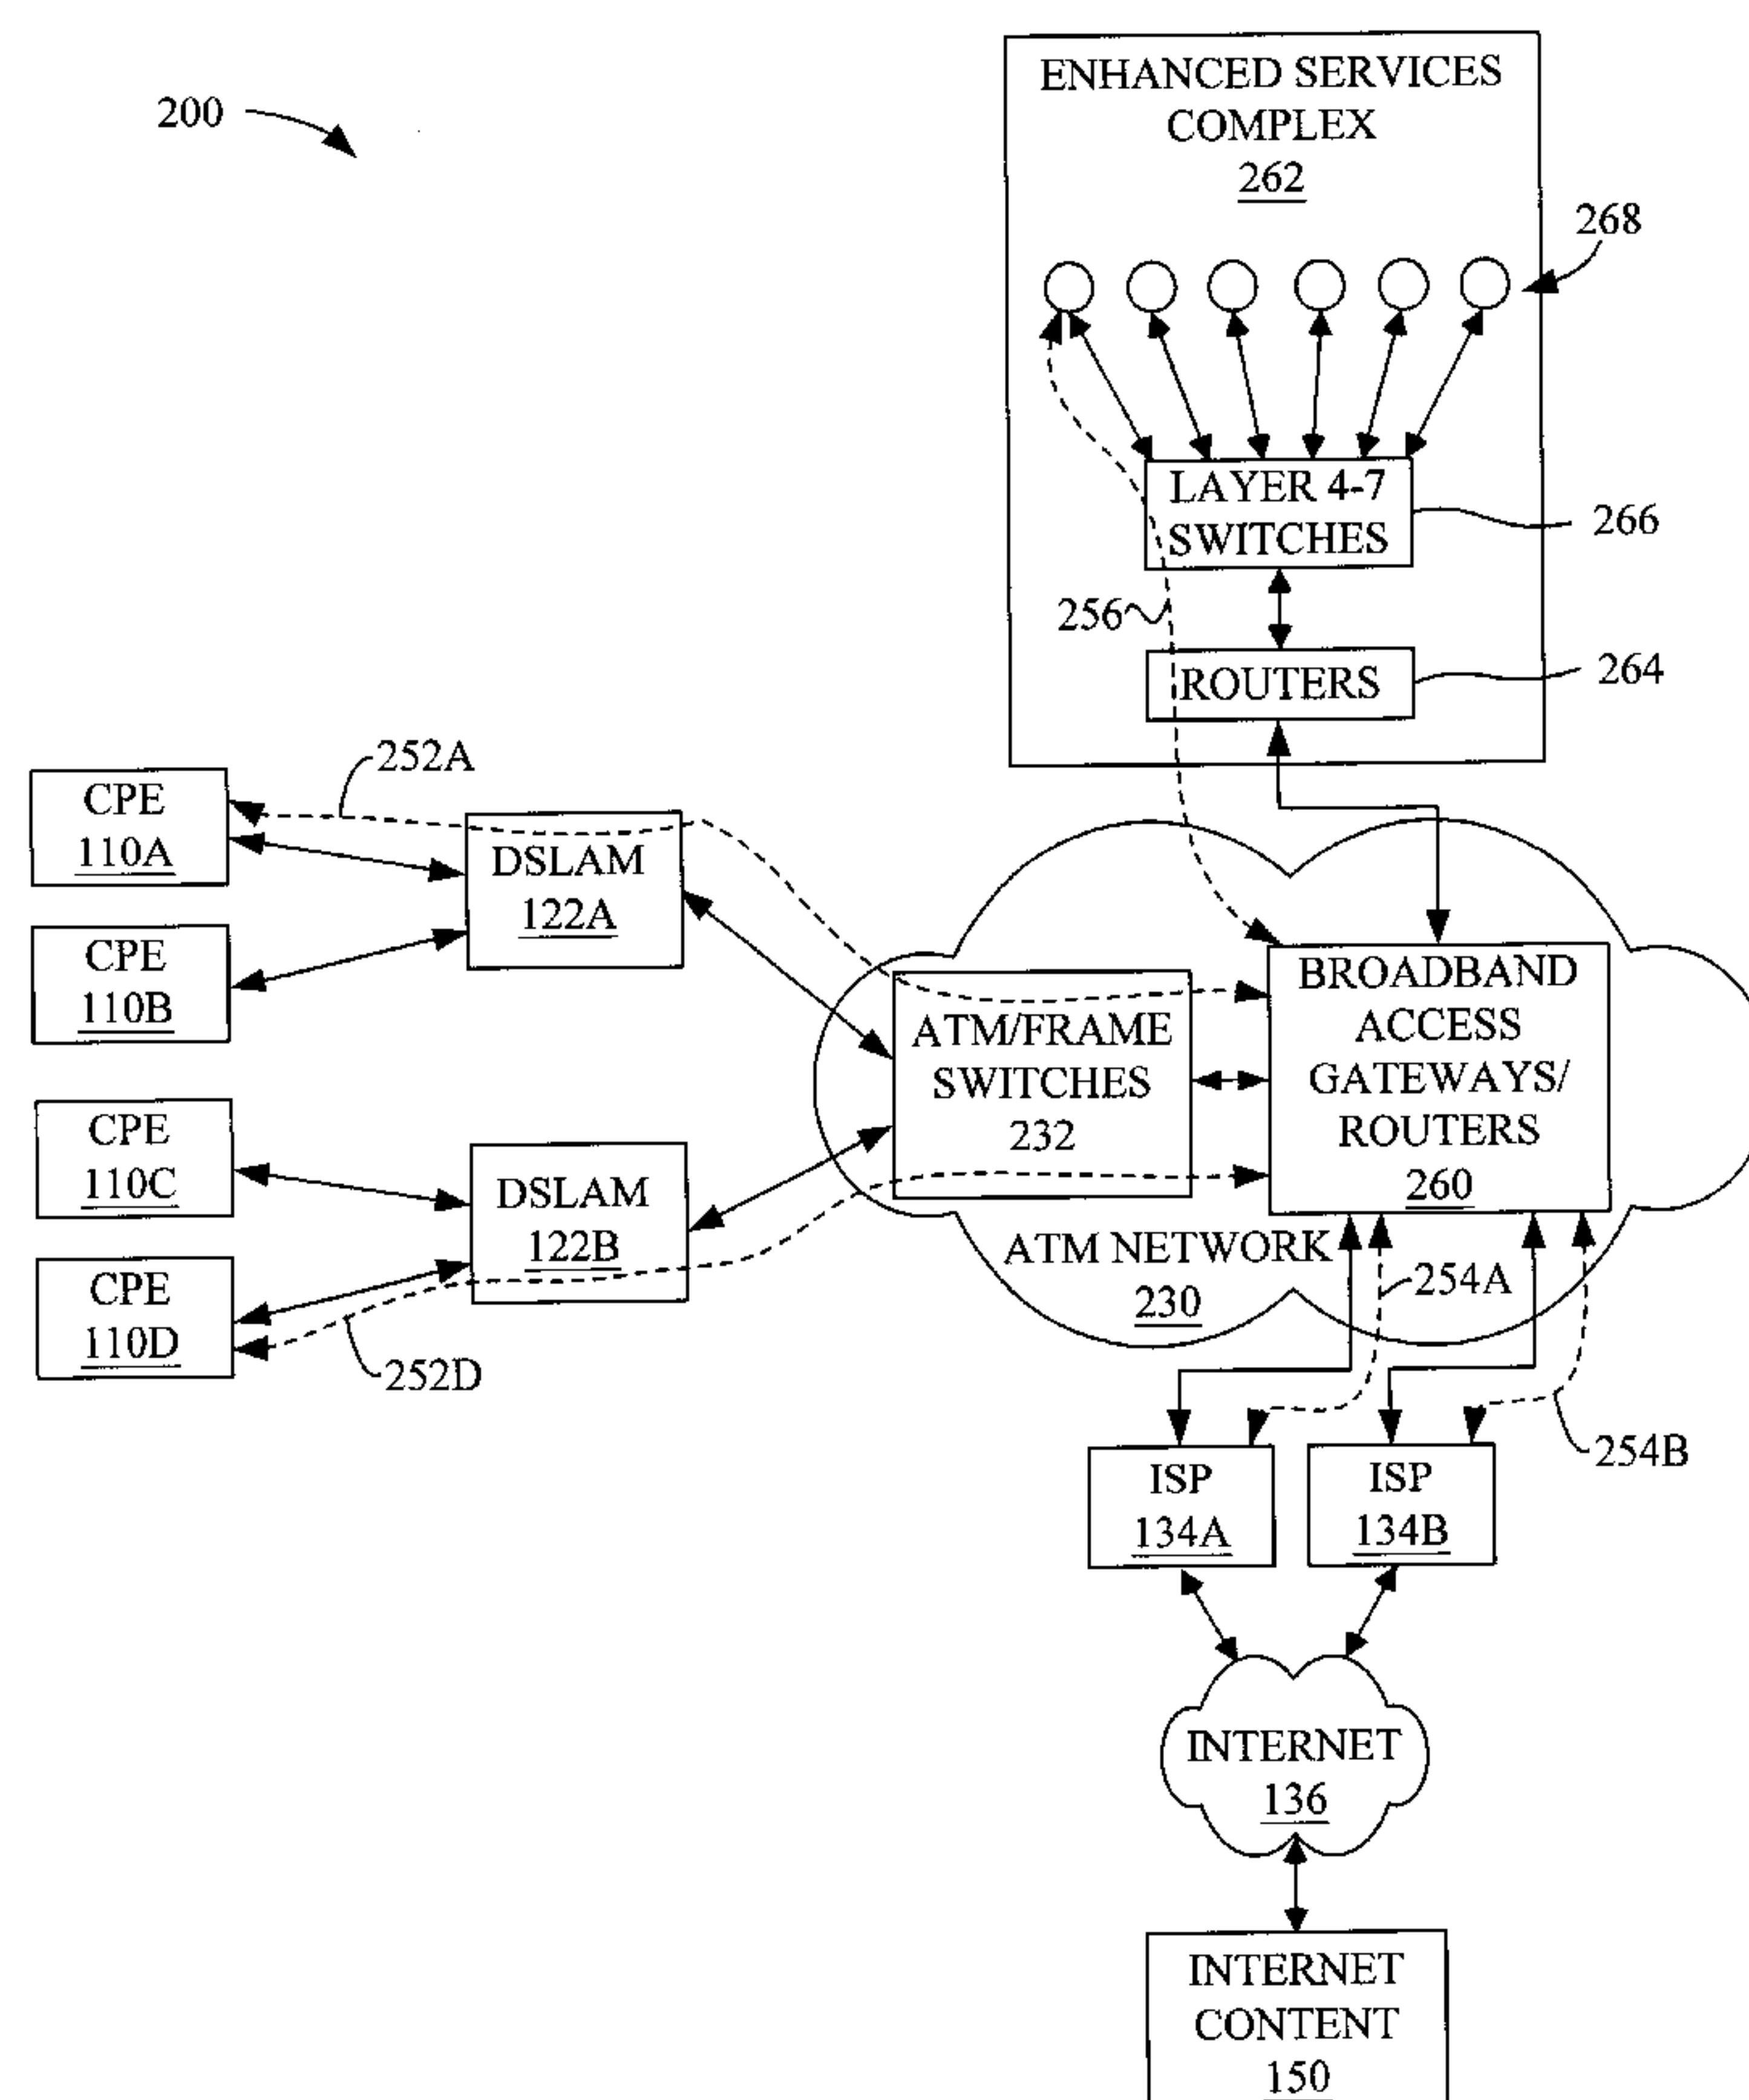 200
ENHANCED SERVICES
COMPLEX
262
268
LAYER 4-7
SWITCHES
266
256
ROUTERS
264
252A
CPE
110A
DSLAM
122A
CPE
110B
CPE
110C
DSLAM
122B
CPE
110D
252D
ATM/FRAME
SWITCHES
232
BROADBAND
ACCESS
GATEWAYS/
ROUTERS
260
ATM NETWORK
230
254A
254B
ISP
134A
ISP
134B
INTERNET
136
INTERNET
CONTENT
150